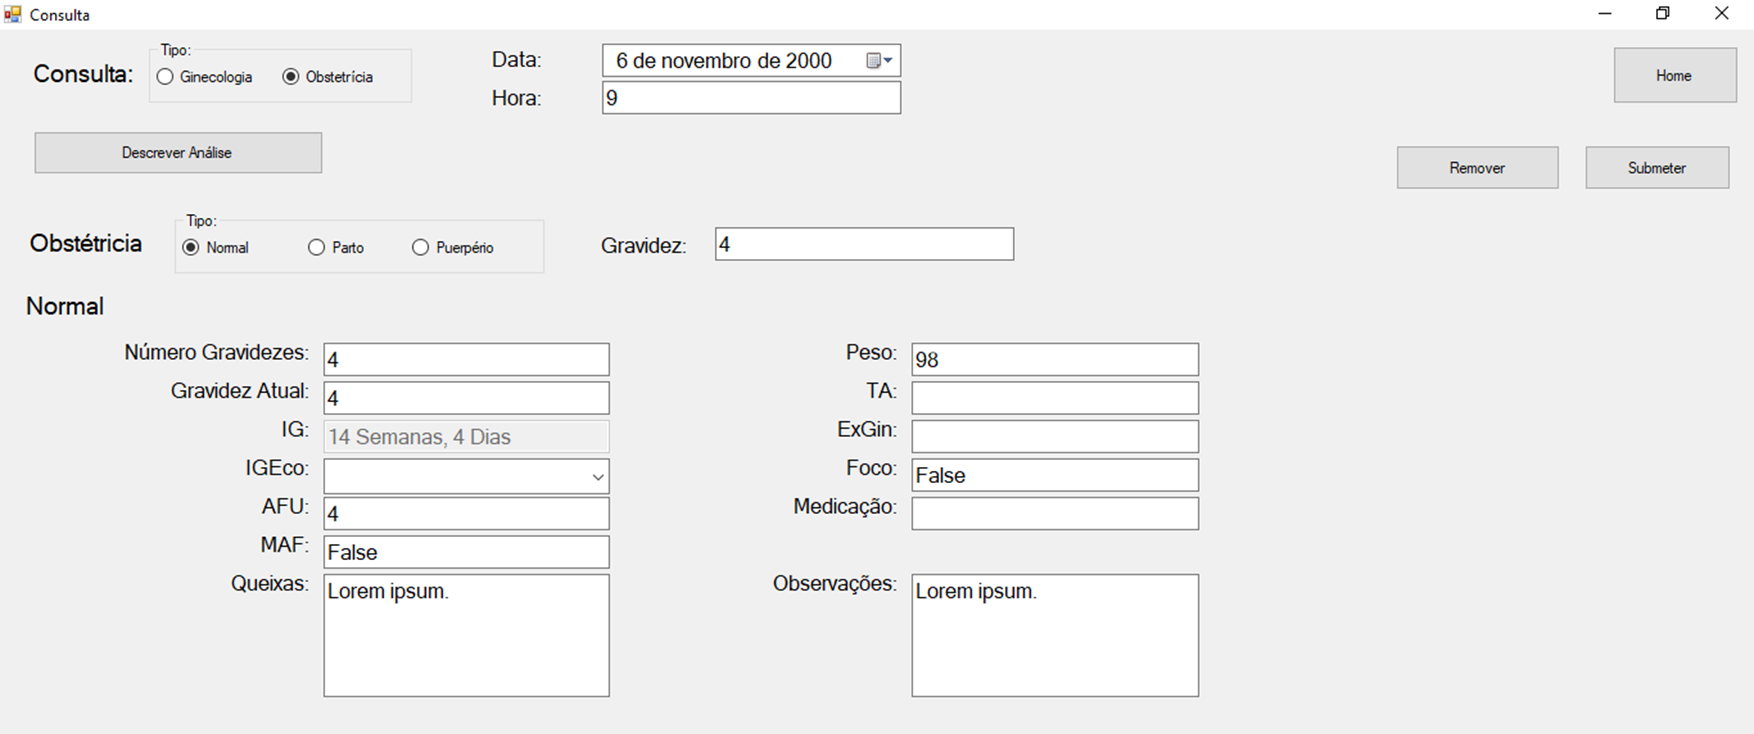 Consulta
Consulta:
Tipo:
Ginecologia
Obstetrícia
Data:
6 de novembro de 2000
Hora:
9
Home
Descrever Análise
Remover
Submeter
Obstétricia
Tipo:
Normal
Parto
Puerpério
Gravidez:
4
Normal
Número Gravidezes:
4
Gravidez Atual:
4
IG:
14 Semanas, 4 Dias
IGEco:
AFU:
4
MAF:
False
Queixas:
Lorem ipsum.
Peso:
98
TA:
ExGin:
Foco:
False
Medicação:
Observações:
Lorem ipsum.